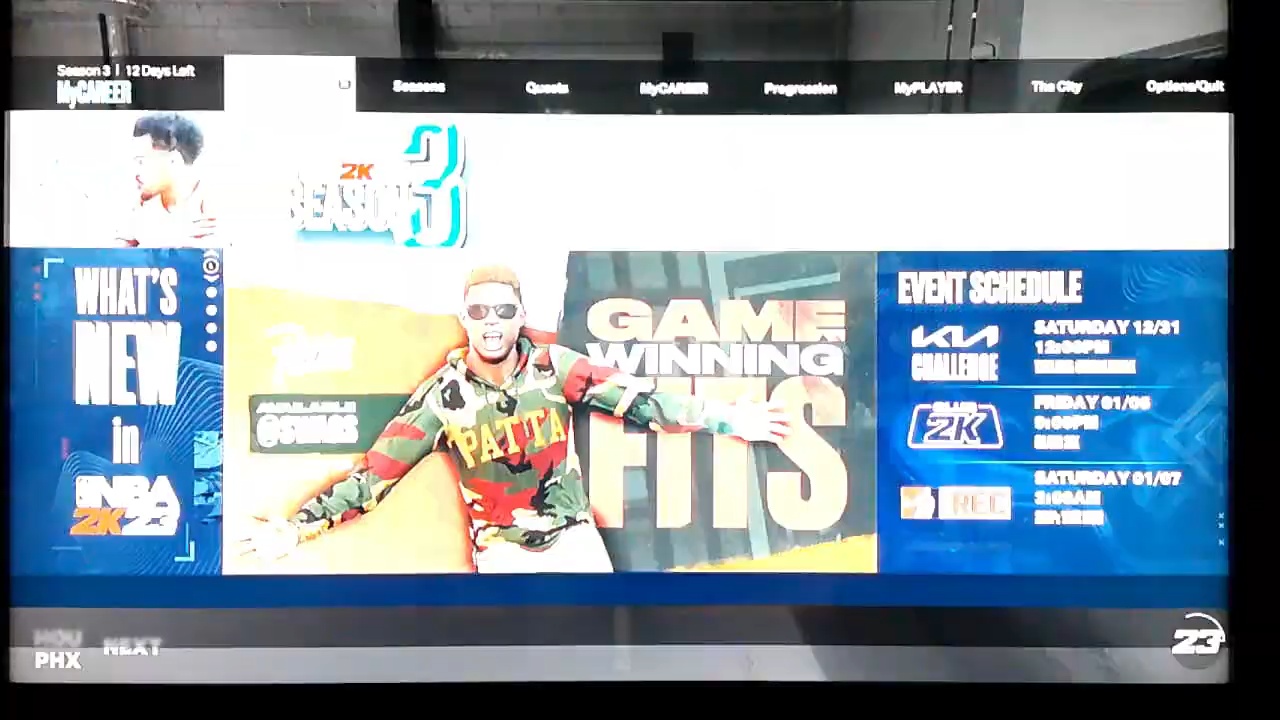 Season 3 | 12 Days Left
MyCAREER
Seasons
Quests
MyCAREER
Progression
MyPLAYER
The City
Options/Quit
2K
SEASON 3
WHAT'S
NEW
in
NBA
2K23
AVAILABLE
@SWAGS
PATTA
GAME
WINNING
FITS
EVENT SCHEDULE
KIA
CHALLENGE
SATURDAY 12/31
12:00PM
CLUB
2K
FRIDAY 01/06
REC
SATURDAY 01/07
HOU
PHX
NEXT
23